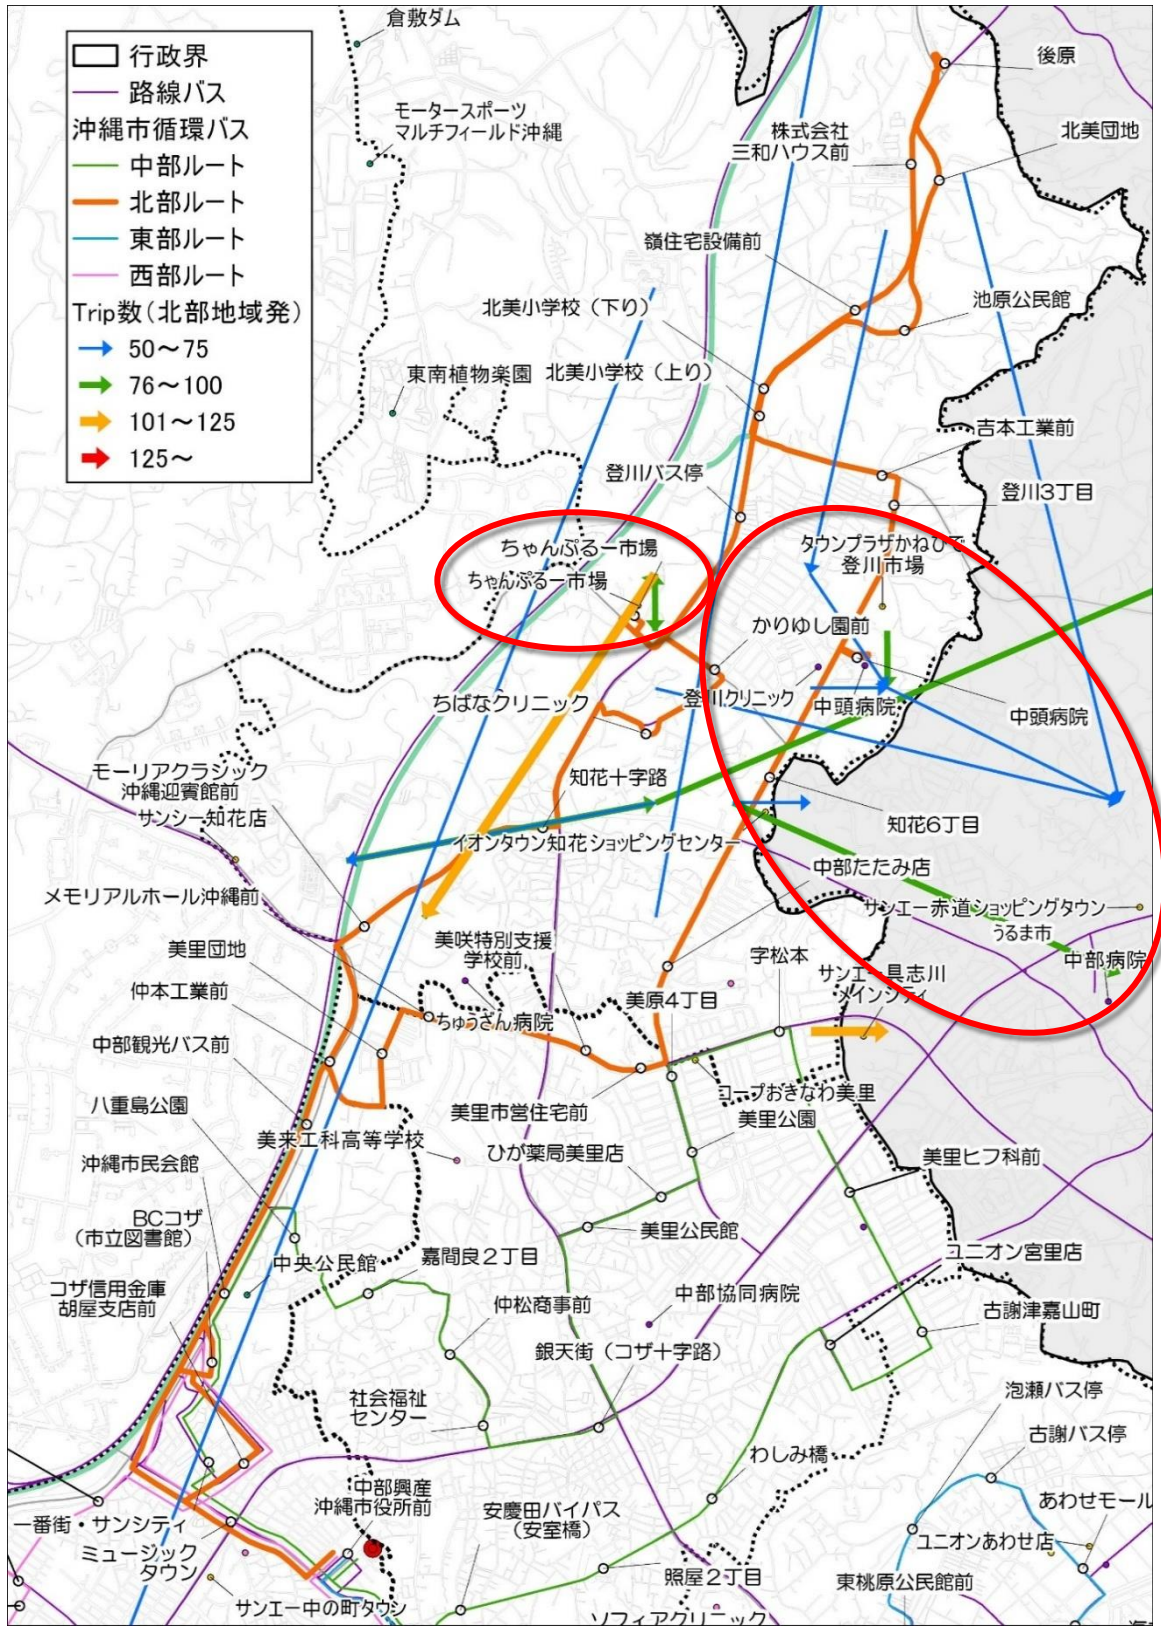 行政界
路線バス
沖縄市循環バス
中部ルート
北部ルート
東部ルート
西部ルート
Trip数（北部地域発）
50～75
76～100
101～125
125～
倉敷ダム
モータースポーツ
マルチフィールド沖縄
後原
北美団地
株式会社
三和ハウス前
嶺住宅設備前
池原公民館
北美小学校（下り）
北美小学校（上り）
東南植物楽園
吉本工業前
登川バス停
登川3丁目
ちゃんぷるー市場
ちゃんぷるー市場
タウンプラザかねひで
登川市場
かりゆし園前
登川クリニック
中頭病院
中頭病院
ちばなクリニック
知花十字路
モーリアクラシック
沖縄迎賓館前
サンシー知花店
イオンタウン知花ショッピングセンター
知花6丁目
中部たたみ店
メモリアルホール沖縄前
サンエー赤道ショッピングタウン
うるま市
中部病院
美里団地
美咲特別支援
学校前
字松本
サンエー具志川
メインシティ
美原4丁目
仲本工業前
ちゅうざん病院
中部観光バス前
八重島公園
美里市営住宅前
コープおきなわ美里
美里公園
美来工科高等学校
ひが薬局美里店
美里ヒフ科前
沖縄市民会館
BCコザ
（市立図書館）
美里公民館
中央公民館
嘉間良2丁目
ユニオン宮里店
コザ信用金庫
胡屋支店前
仲松商事前
中部協同病院
古謝津嘉山町
銀天街（コザ十字路）
社会福祉
センター
泡瀬バス停
古謝バス停
わしみ橋
中部興産
沖縄市役所前
安慶田バイパス
（安室橋）
あわせモール
一番街・サンシティ
ミュージック
タウン
ユニオンあわせ店
照屋2丁目
東桃原公民館前
サンエー中の町タウン
ソフィアクリニック